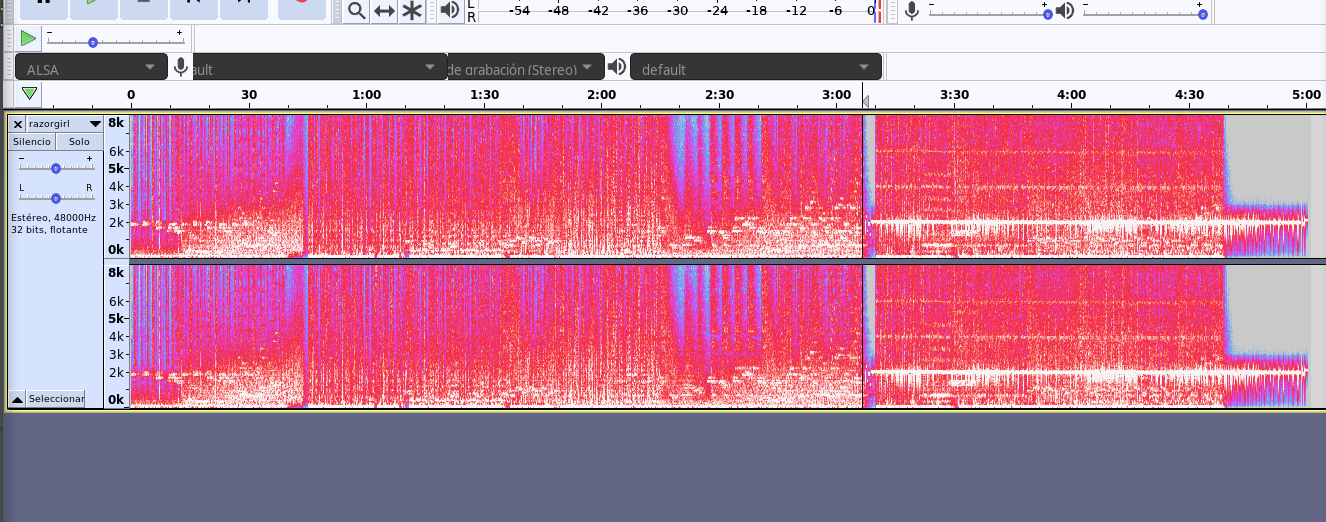 L
R
-54 -48 -42 -36 -30 -24 -18 -12 -6 0
- +
- +
- +
ALSA
ault
de grabación (Stereo)
default
0 30 1:00 1:30 2:00 2:30 3:00 3:30 4:00 4:30 5:00
razorgirl
Silencio Solo
- +
L R
Estéreo, 48000Hz
32 bits, flotante
Seleccionar
8k
6k
5k
4k
3k
2k
0k
8k
6k
5k
4k
3k
2k
0k